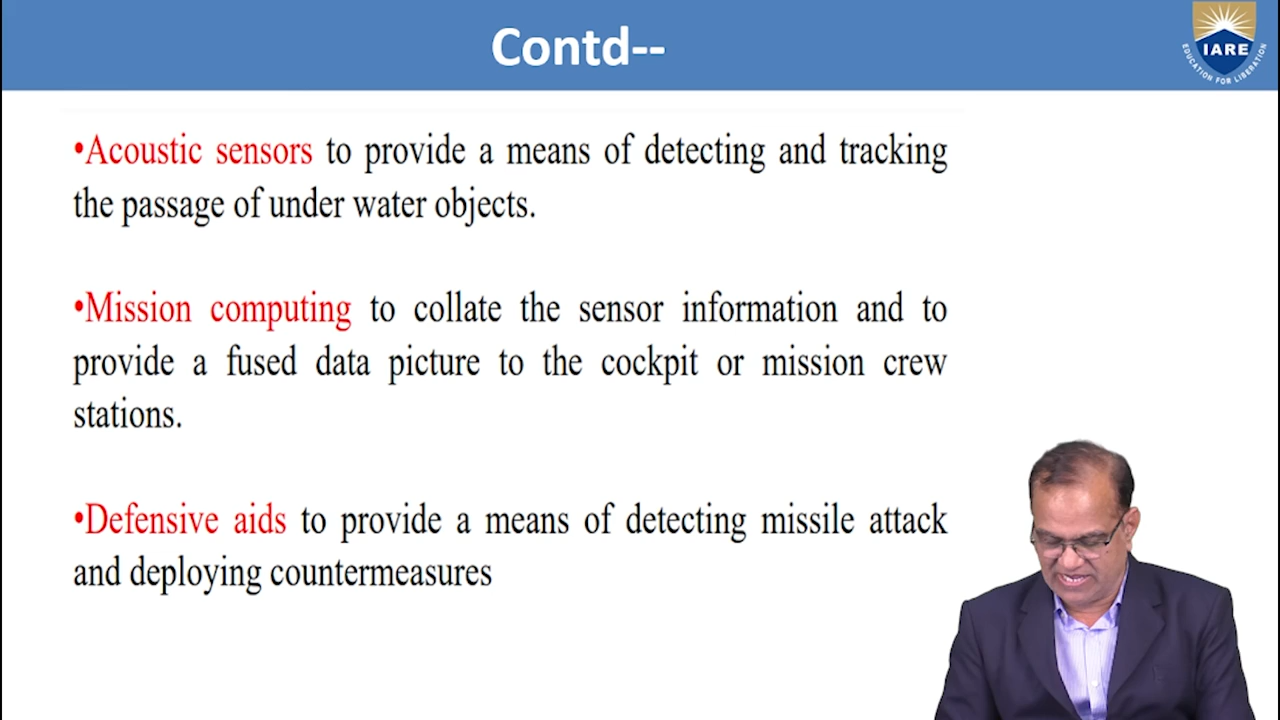 Contd--
IARE
EDUCATION FOR LIBERATION
•Acoustic sensors to provide a means of detecting and tracking
the passage of under water objects.
•Mission computing to collate the sensor information and to
provide a fused data picture to the cockpit or mission crew
stations.
•Defensive aids to provide a means of detecting missile attack
and deploying countermeasures